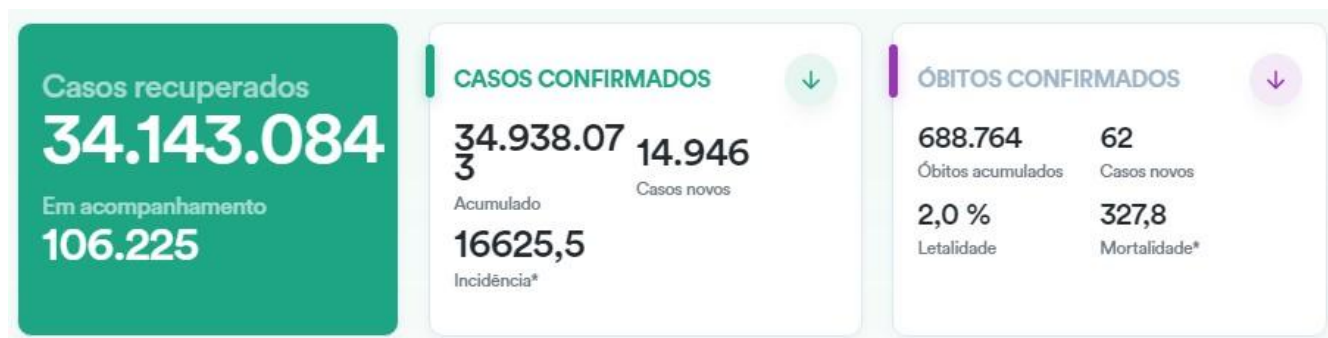 Casos recuperados
34.143.084
Em acompanhamento
106.225
CASOS CONFIRMADOS
34.938.07
3
Acumulado
14.946
Casos novos
16625,5
Incidência*
ÓBITOS CONFIRMADOS
688.764
Óbitos acumulados
62
Casos novos
2,0 %
Letalidade
327,8
Mortalidade*